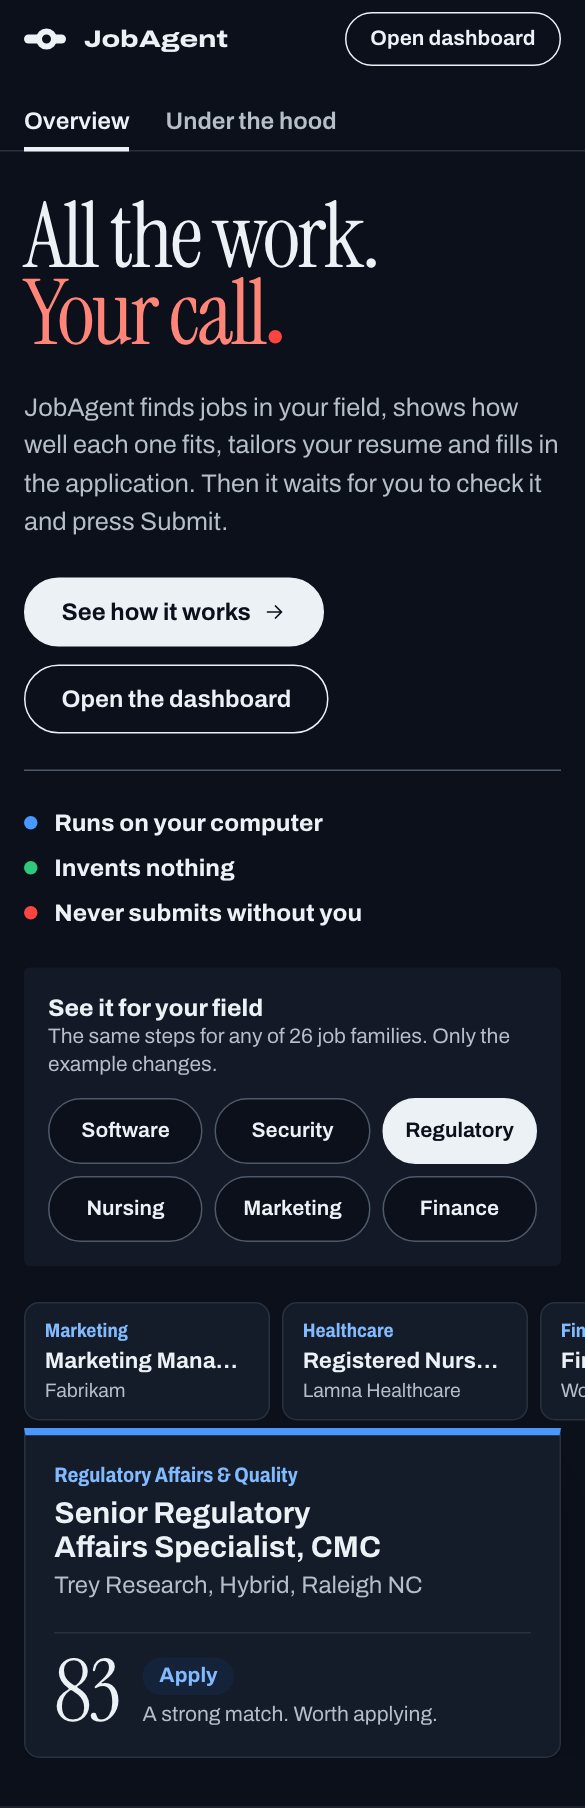 JobAgent
Open dashboard
Overview
Under the hood
All the work.
Your call.
JobAgent finds jobs in your field, shows how
well each one fits, tailors your resume and fills in
the application. Then it waits for you to check it
and press Submit.
See how it works →
Open the dashboard
Runs on your computer
Invents nothing
Never submits without you
See it for your field
The same steps for any of 26 job families. Only the
example changes.
Software
Security
Regulatory
Nursing
Marketing
Finance
Marketing
Marketing Mana...
Fabrikam
Healthcare
Registered Nurs...
Lamna Healthcare
Fin
Fi
Wo
Regulatory Affairs & Quality
Senior Regulatory
Affairs Specialist, CMC
Trey Research, Hybrid, Raleigh NC
83
Apply
A strong match. Worth applying.